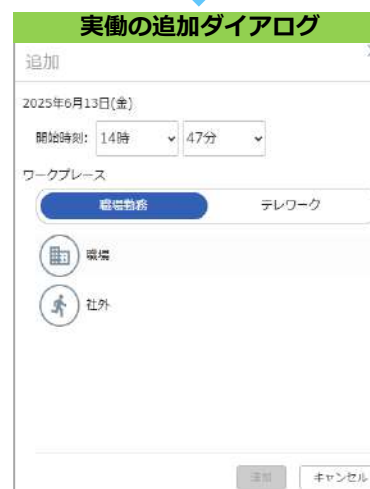 実働の追加ダイアログ
追加
2025年6月13日(金)
開始時刻: 14時 47分
ワークプレース
職場勤務 テレワーク
職場
社外
追加 キャンセル